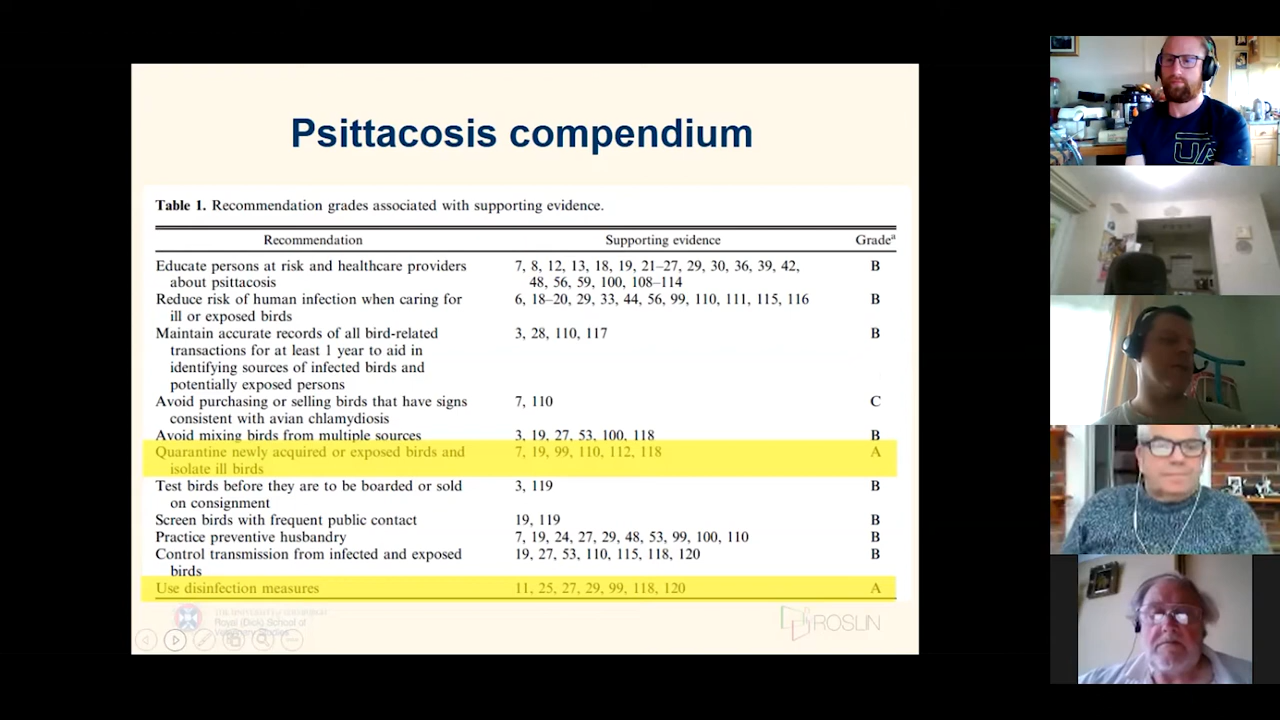 Psittacosis compendium
Table 1. Recommendation grades associated with supporting evidence.
Recommendation Supporting evidence Gradeᵃ
Educate persons at risk and healthcare providers 7, 8, 12, 13, 18, 19, 21–27, 29, 30, 36, 39, 42, B
about psittacosis 48, 56, 59, 100, 108–114
Reduce risk of human infection when caring for 6, 18–20, 29, 33, 44, 56, 99, 110, 111, 115, 116 B
ill or exposed birds
Maintain accurate records of all bird-related 3, 28, 110, 117 B
transactions for at least 1 year to aid in
identifying sources of infected birds and
potentially exposed persons
Avoid purchasing or selling birds that have signs 7, 110 C
consistent with avian chlamydiosis
Avoid mixing birds from multiple sources 3, 19, 27, 53, 100, 118 B
Quarantine newly acquired or exposed birds and 7, 19, 99, 110, 112, 118 A
isolate ill birds
Test birds before they are to be boarded or sold 3, 119 B
on consignment
Screen birds with frequent public contact 19, 119 B
Practice preventive husbandry 7, 19, 24, 27, 29, 48, 53, 99, 100, 110 B
Control transmission from infected and exposed 19, 27, 53, 110, 115, 118, 120 B
birds
Use disinfection measures 11, 25, 27, 29, 99, 118, 120 A
Royal (Dick) School of
ROSLIN
UA